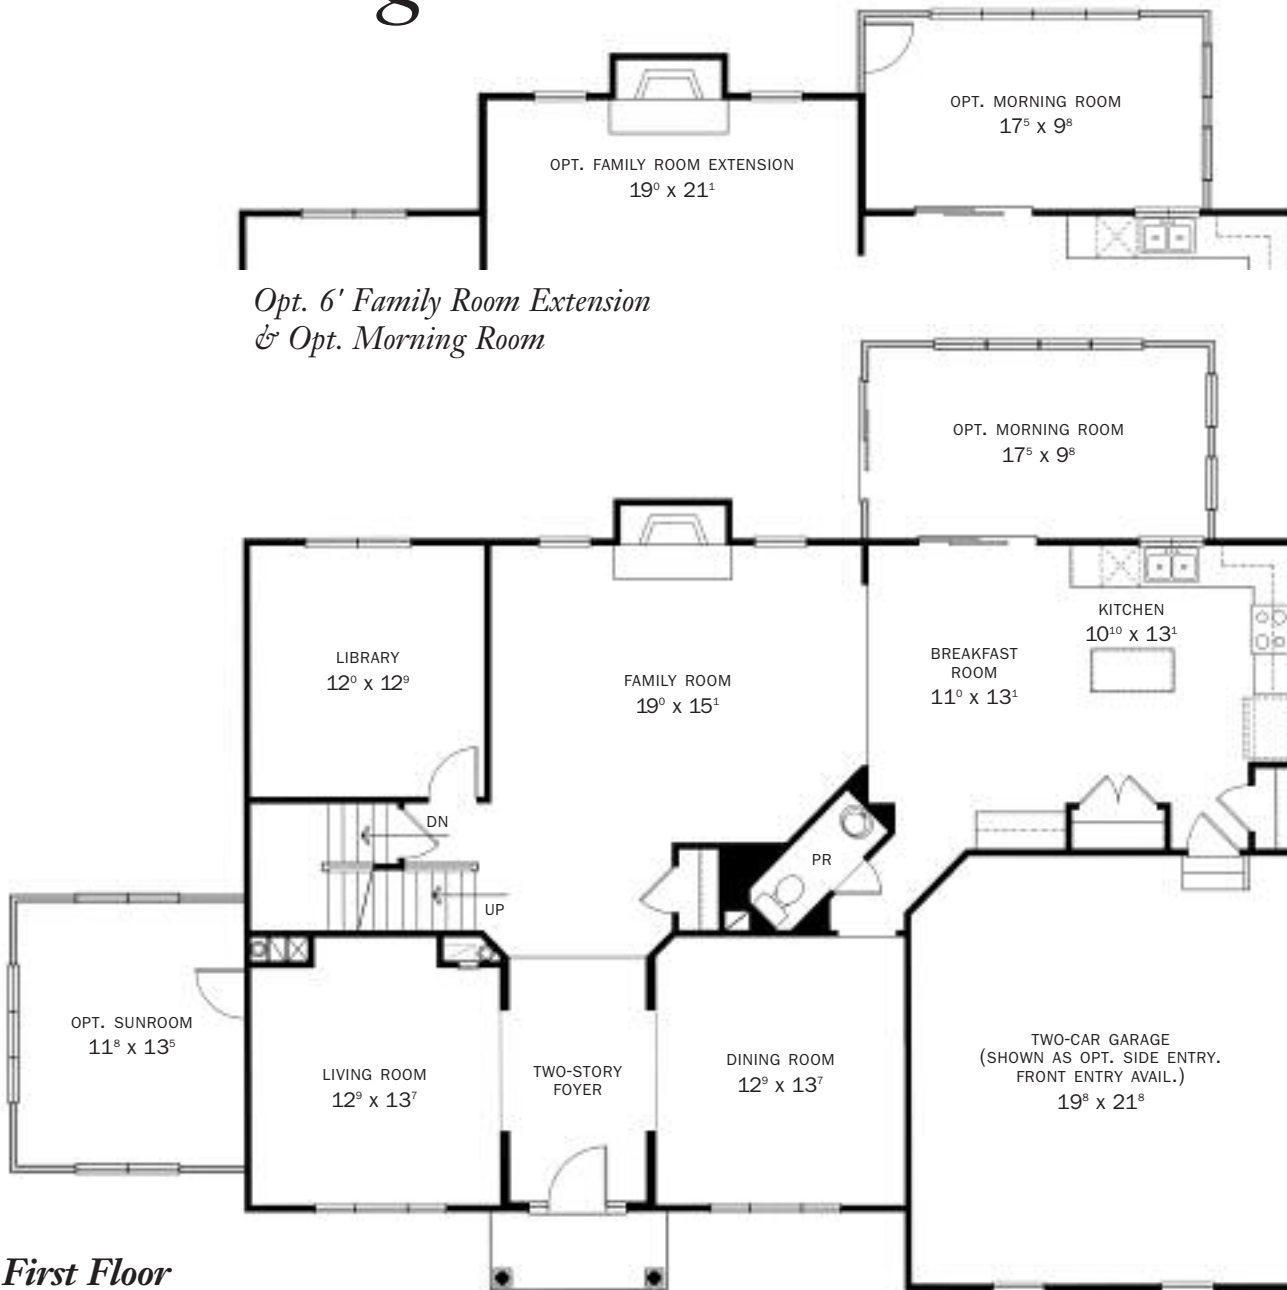 g
OPT. MORNING ROOM
17⁵ x 9⁸
OPT. FAMILY ROOM EXTENSION
19⁰ x 21¹
Opt. 6' Family Room Extension
& Opt. Morning Room
OPT. MORNING ROOM
17⁵ x 9⁸
KITCHEN
10¹⁰ x 13¹
BREAKFAST
ROOM
11⁰ x 13¹
LIBRARY
12⁰ x 12⁹
FAMILY ROOM
19⁰ x 15¹
DN
PR
UP
OPT. SUNROOM
11⁸ x 13⁵
LIVING ROOM
12⁹ x 13⁷
TWO-STORY
FOYER
DINING ROOM
12⁹ x 13⁷
TWO-CAR GARAGE
(SHOWN AS OPT. SIDE ENTRY.
FRONT ENTRY AVAIL.)
19⁸ x 21⁸
First Floor